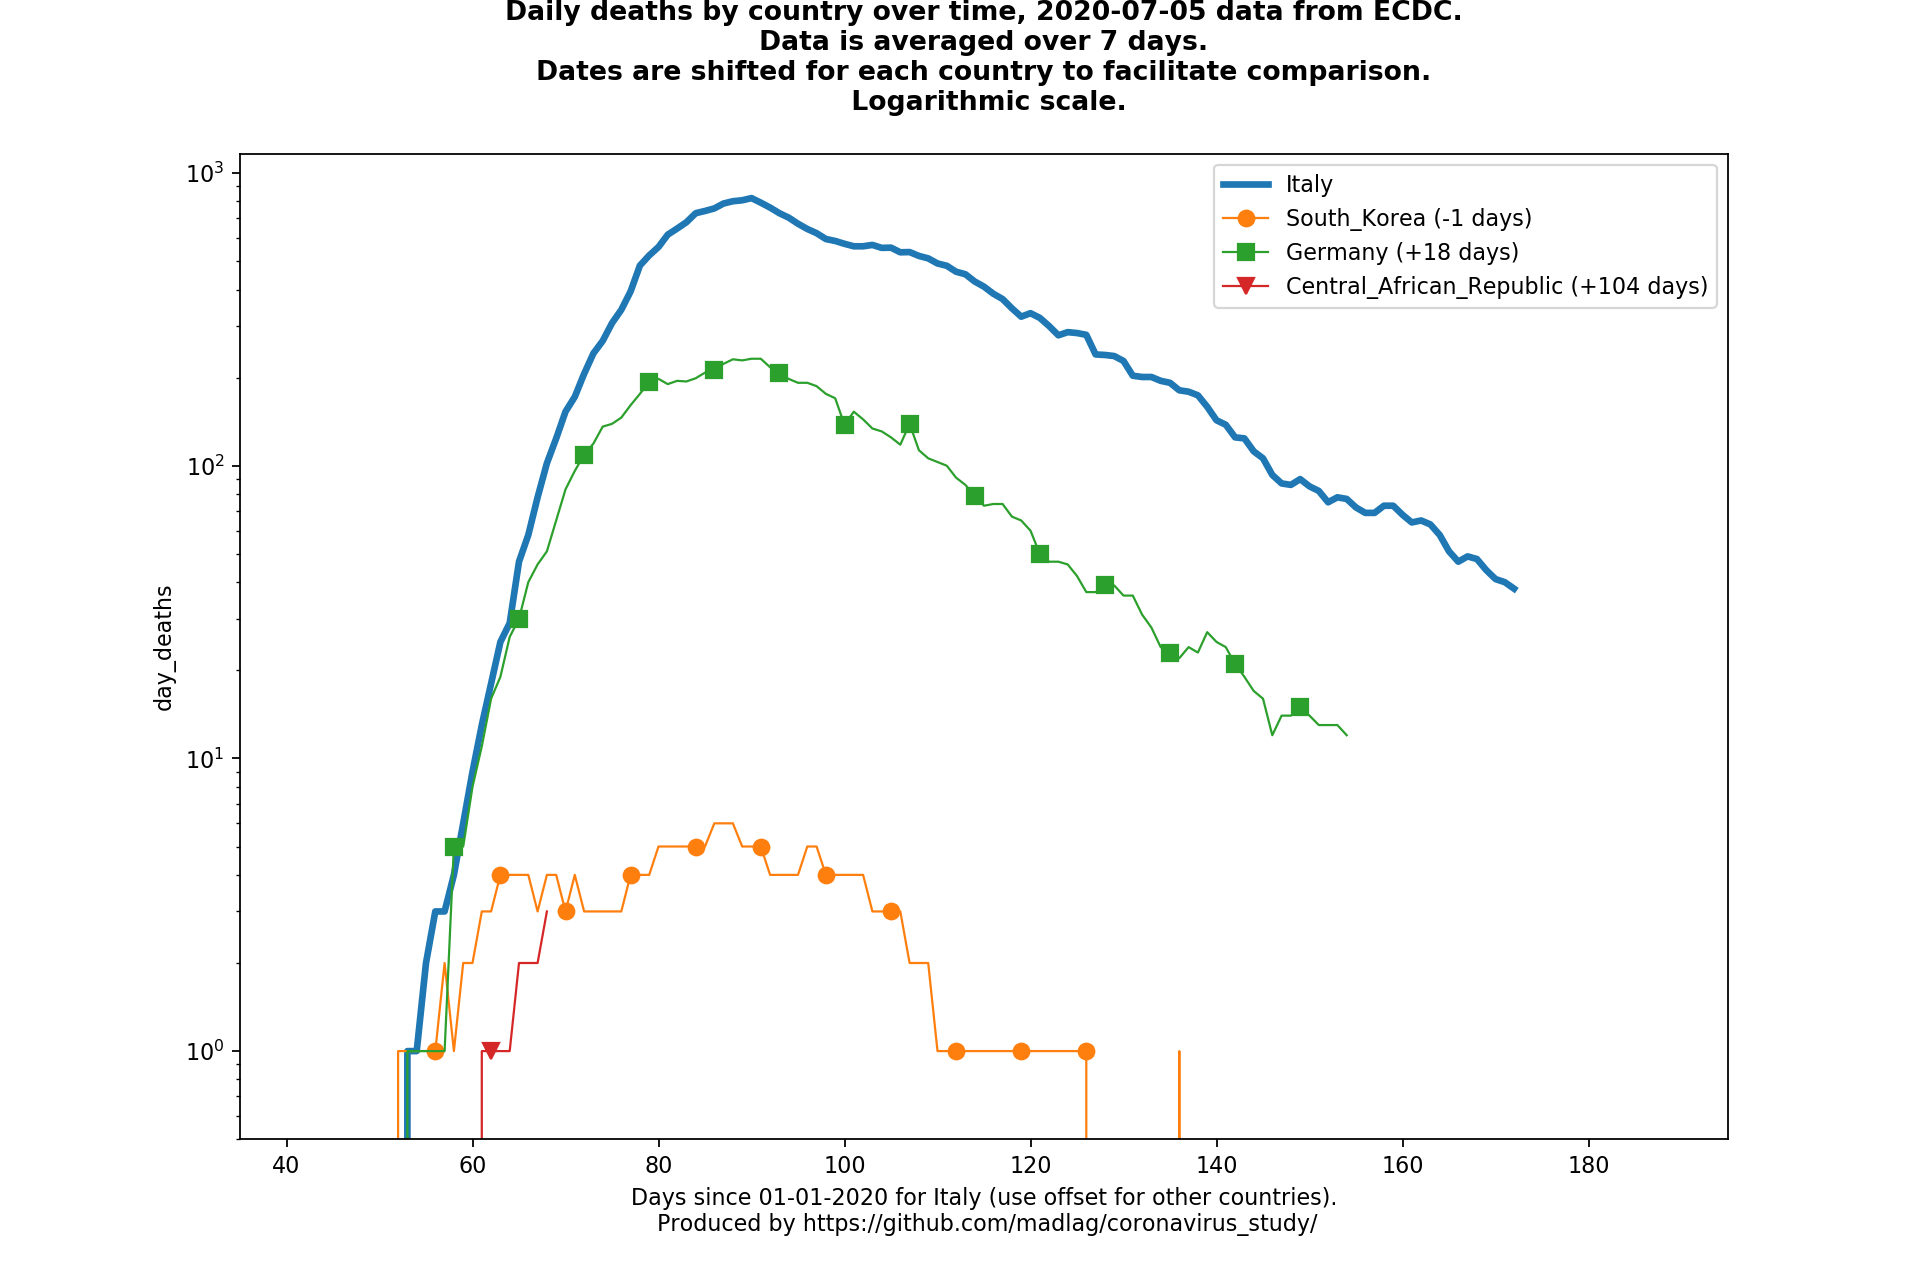 Daily deaths by country over time, 2020-07-05 data from ECDC.
Data is averaged over 7 days.
Dates are shifted for each country to facilitate comparison.
Logarithmic scale.
10³
Italy
South_Korea (-1 days)
Germany (+18 days)
Central_African_Republic (+104 days)
10²
day_deaths
10¹
10⁰
40 60 80 100 120 140 160 180
Days since 01-01-2020 for Italy (use offset for other countries).
Produced by https://github.com/madlag/coronavirus_study/